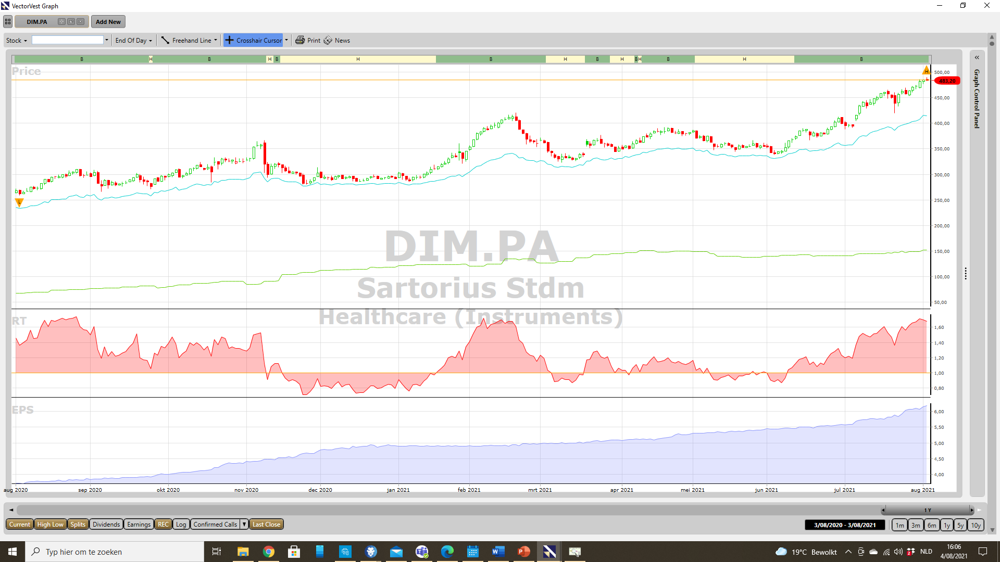 VectorVest Graph
DIM.PA
Add New
Stock
End Of Day
Freehand Line
Crosshair Cursor
Print
News
B H B H B H B H B H B H B H B
Price
H
500,00
483,20
450,00
400,00
350,00
300,00
250,00
200,00
150,00
100,00
50,00
L
DIM.PA
Sartorius Stdm
Healthcare (Instruments)
RT
1,60
1,40
1,20
1,00
0,80
EPS
6,00
5,50
5,00
4,50
4,00
aug 2020 sep 2020 okt 2020 nov 2020 dec 2020 jan 2021 feb 2021 mrt 2021 apr 2021 mei 2021 jun 2021 jul 2021 aug 2021
«
Graph Control Panel
1 Y
Current High Low Splits Dividends Earnings REC Log Confirmed Calls Last Close
3/08/2020 - 3/08/2021
1m 3m 6m 1y 5y 10y
Typ hier om te zoeken
19°C Bewolkt
NLD
16:06
4/08/2021